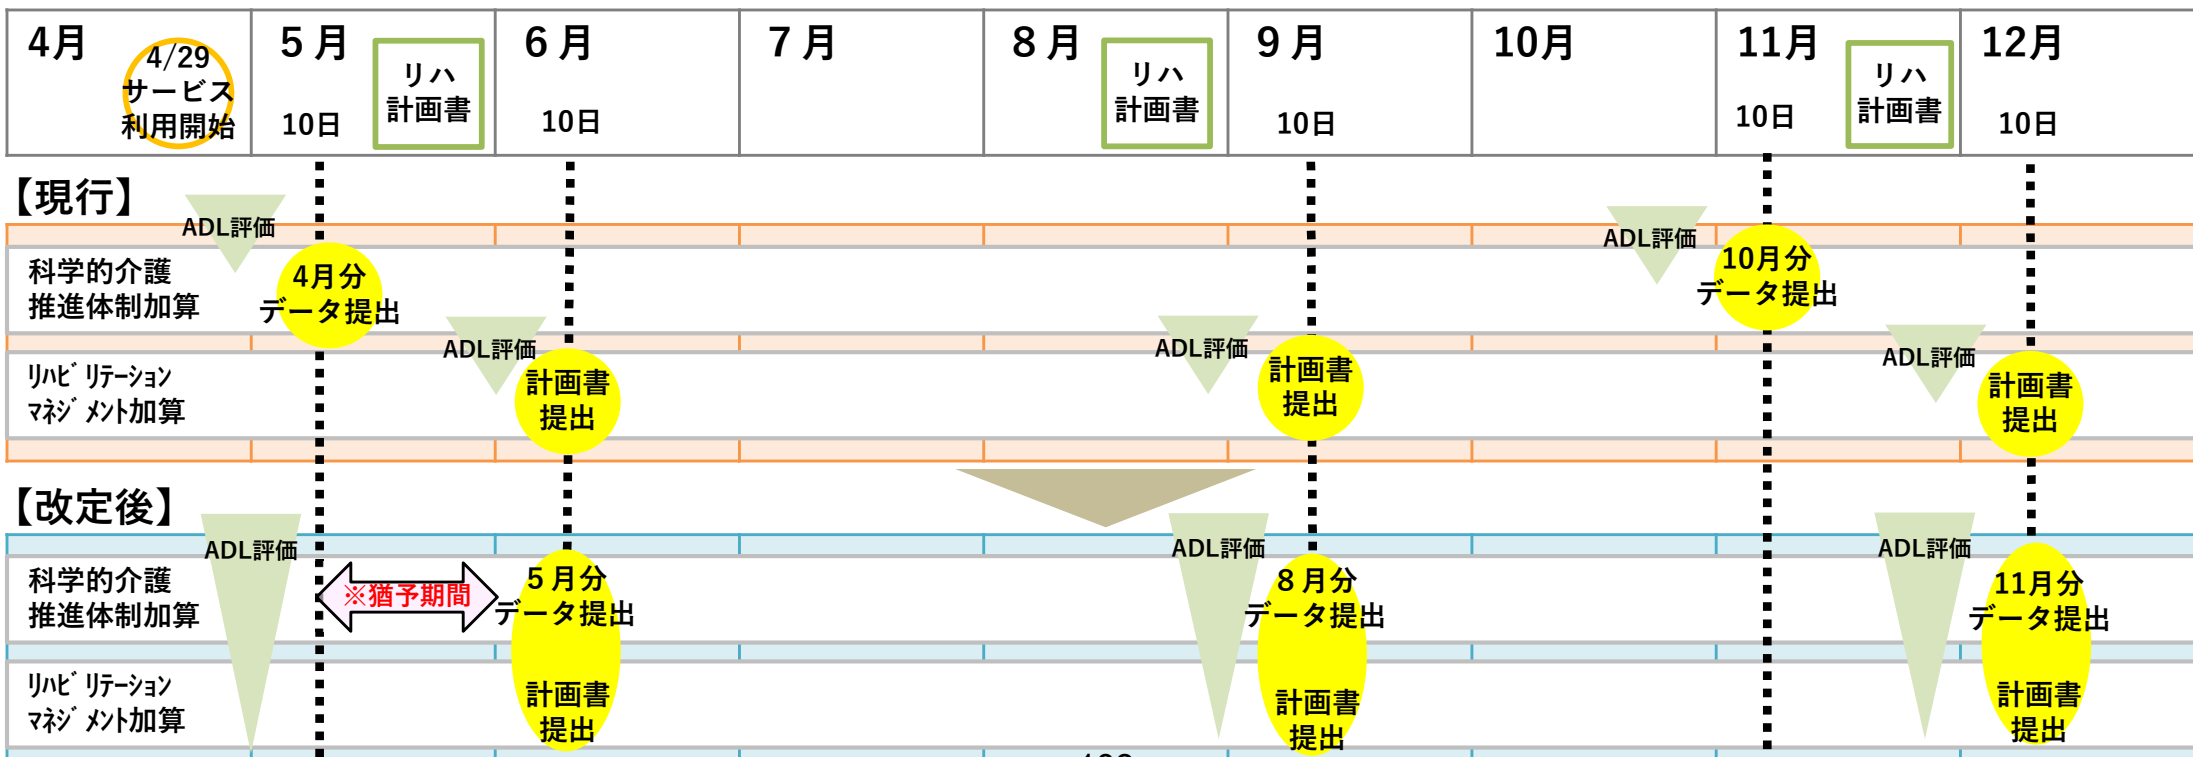 4月
4/29
サービス
利用開始
5月
10日
リハ
計画書
6月
10日
7月
8月
リハ
計画書
9月
10日
10月
11月
10日
リハ
計画書
12月
10日
【現行】
ADL評価
ADL評価
科学的介護
推進体制加算
4月分
データ提出
10月分
データ提出
ADL評価
ADL評価
ADL評価
リハビリテーション
マネジメント加算
計画書
提出
計画書
提出
計画書
提出
【改定後】
ADL評価
ADL評価
ADL評価
科学的介護
推進体制加算
※猶予期間
5月分
データ提出
8月分
データ提出
11月分
データ提出
リハビリテーション
マネジメント加算
計画書
提出
計画書
提出
計画書
提出